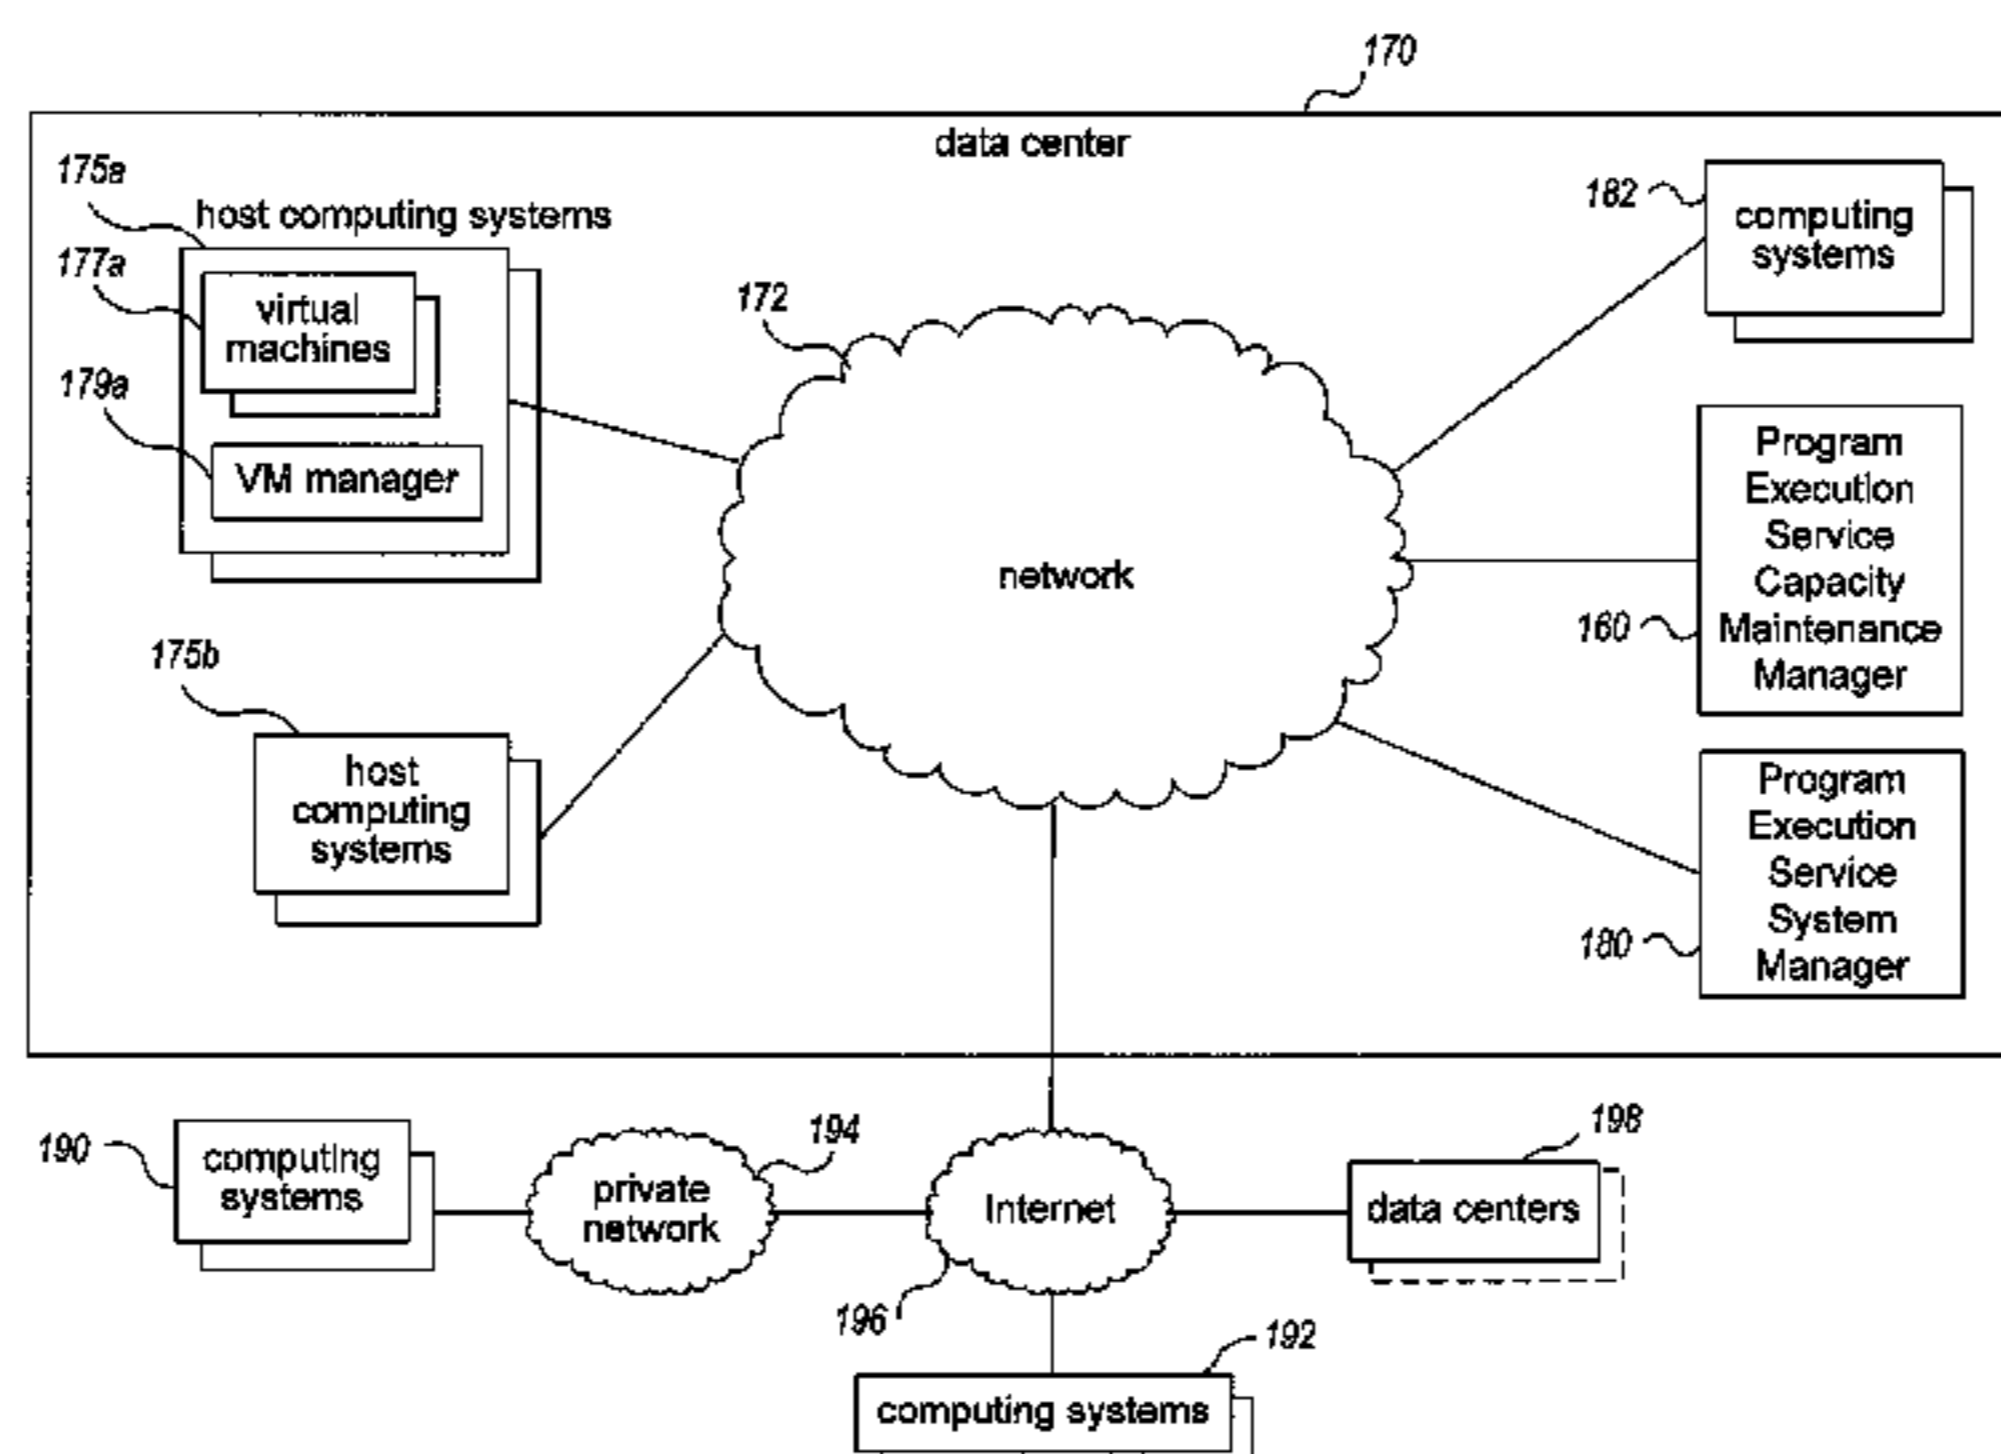 170
data center
175a
host computing systems
177a
virtual
machines
179a
VM manager
172
network
182
computing
systems
Program
Execution
Service
Capacity
160
Maintenance
Manager
175b
host
computing
systems
Program
Execution
Service
System
180
Manager
190
computing
systems
194
private
network
Internet
196
198
data centers
192
computing systems